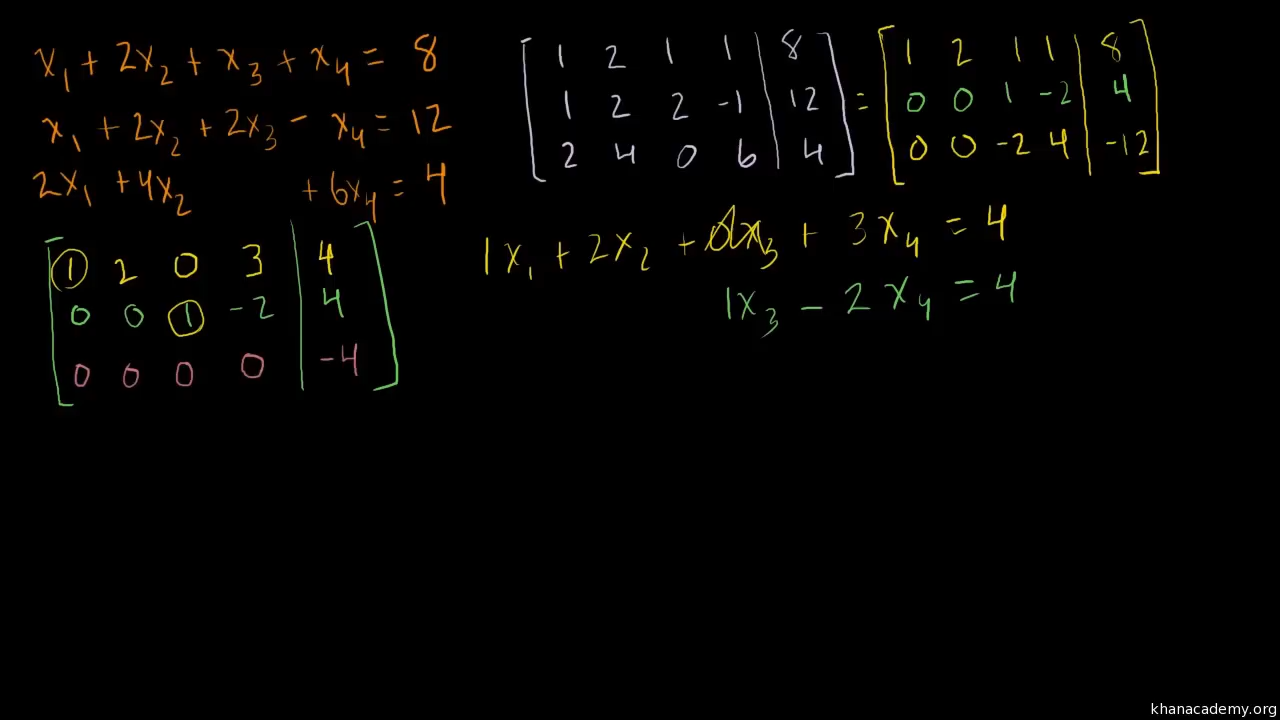 x₁ + 2x₂ + x₃ + x₄ = 8
x₁ + 2x₂ + 2x₃ - x₄ = 12
2x₁ + 4x₂ + 6x₄ = 4
1 2 1 1 | 8
1 2 2 -1 | 12
2 4 0 6 | 4
=
1 2 1 1 | 8
0 0 1 -2 | 4
0 0 -2 4 | -12
1 2 0 3 | 4
0 0 1 -2 | 4
0 0 0 0 | -4
1x₁ + 2x₂ + 0x₃ + 3x₄ = 4
1x₃ - 2x₄ = 4
khanacademy.org